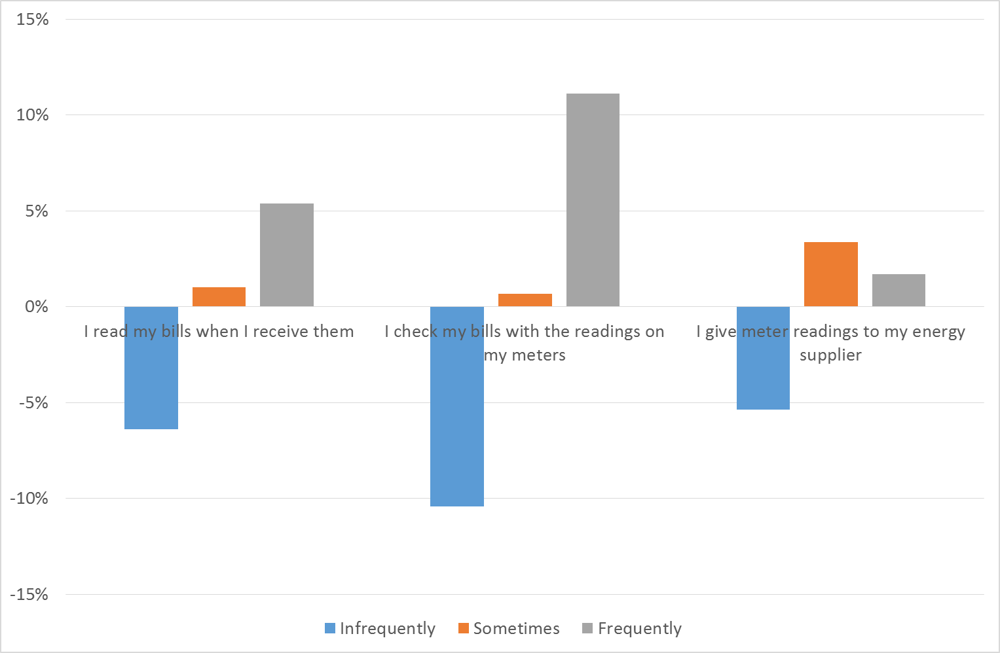 15%
10%
5%
0%
-5%
-10%
-15%
I read my bills when I receive them
I check my bills with the readings on
my meters
I give meter readings to my energy
supplier
Infrequently
Sometimes
Frequently